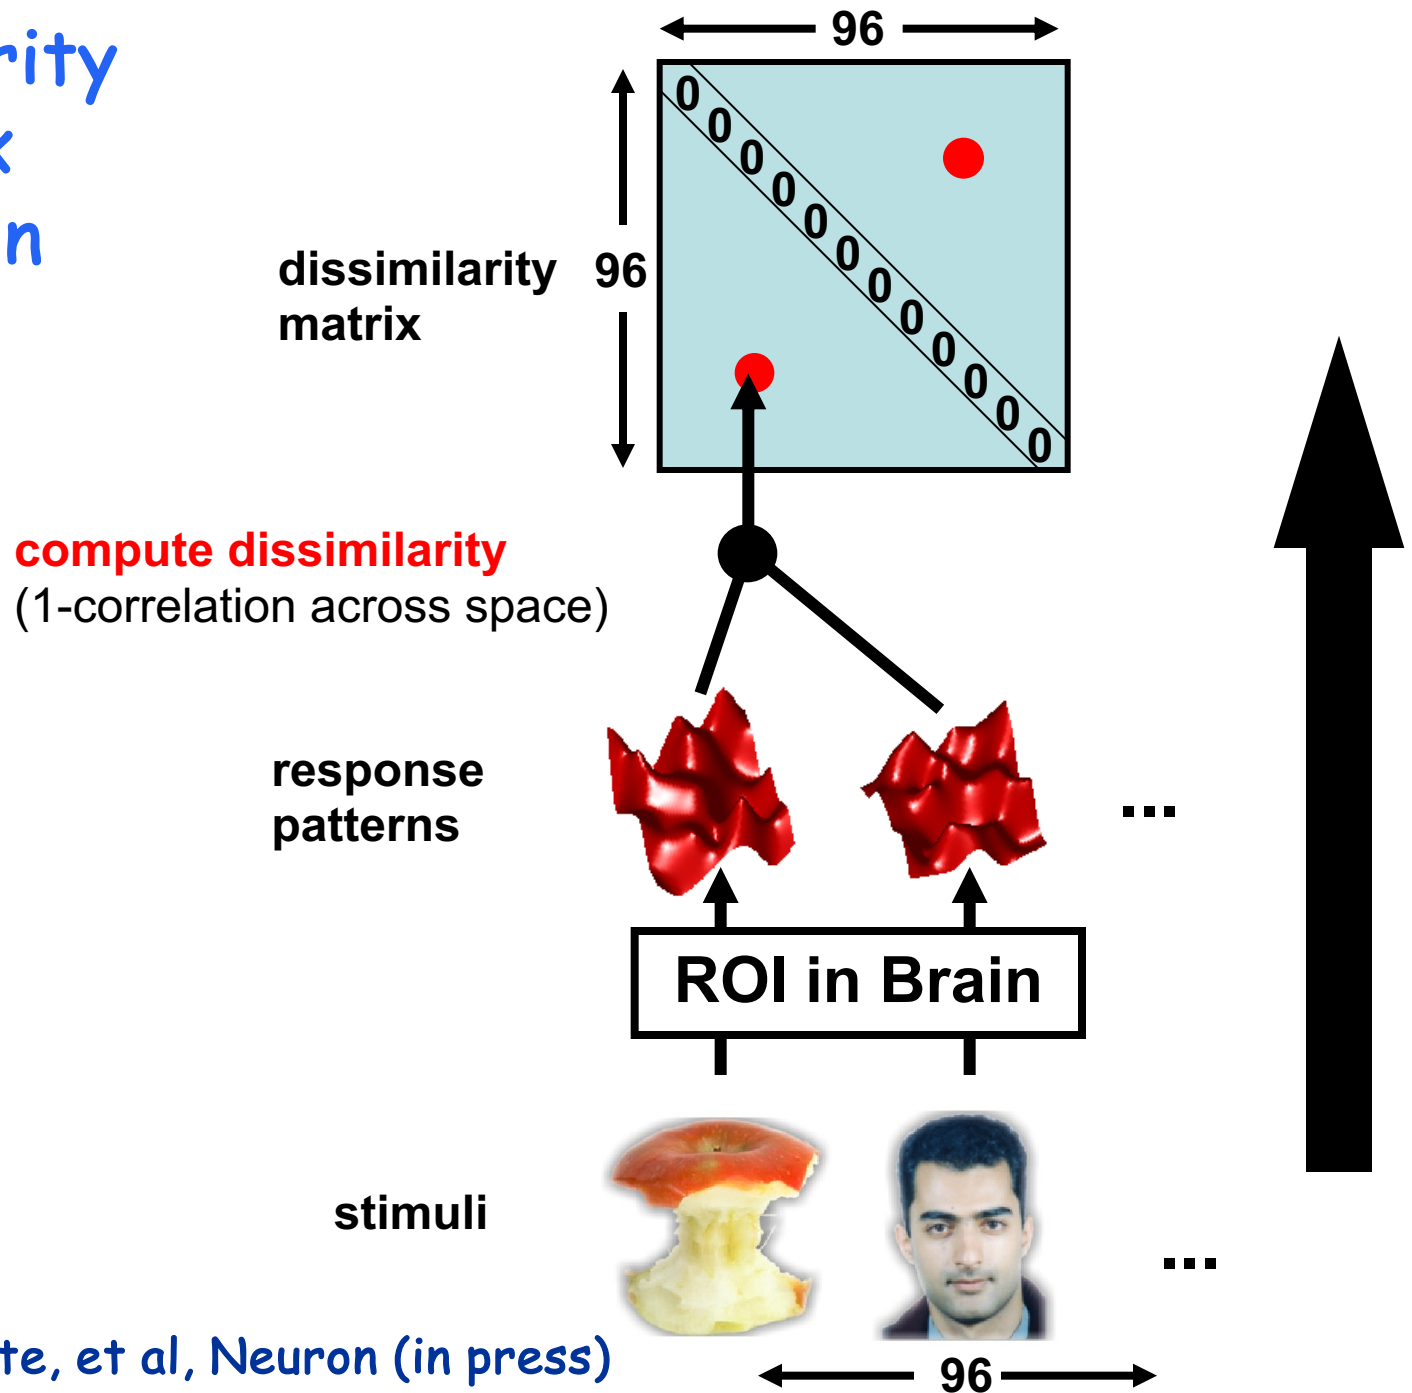 96
rity
x
n
dissimilarity
matrix
96
0
0
0
0
0
0
0
0
0
0
0
0
compute dissimilarity
(1-correlation across space)
response
patterns
...
ROI in Brain
stimuli
...
te, et al, Neuron (in press)
96